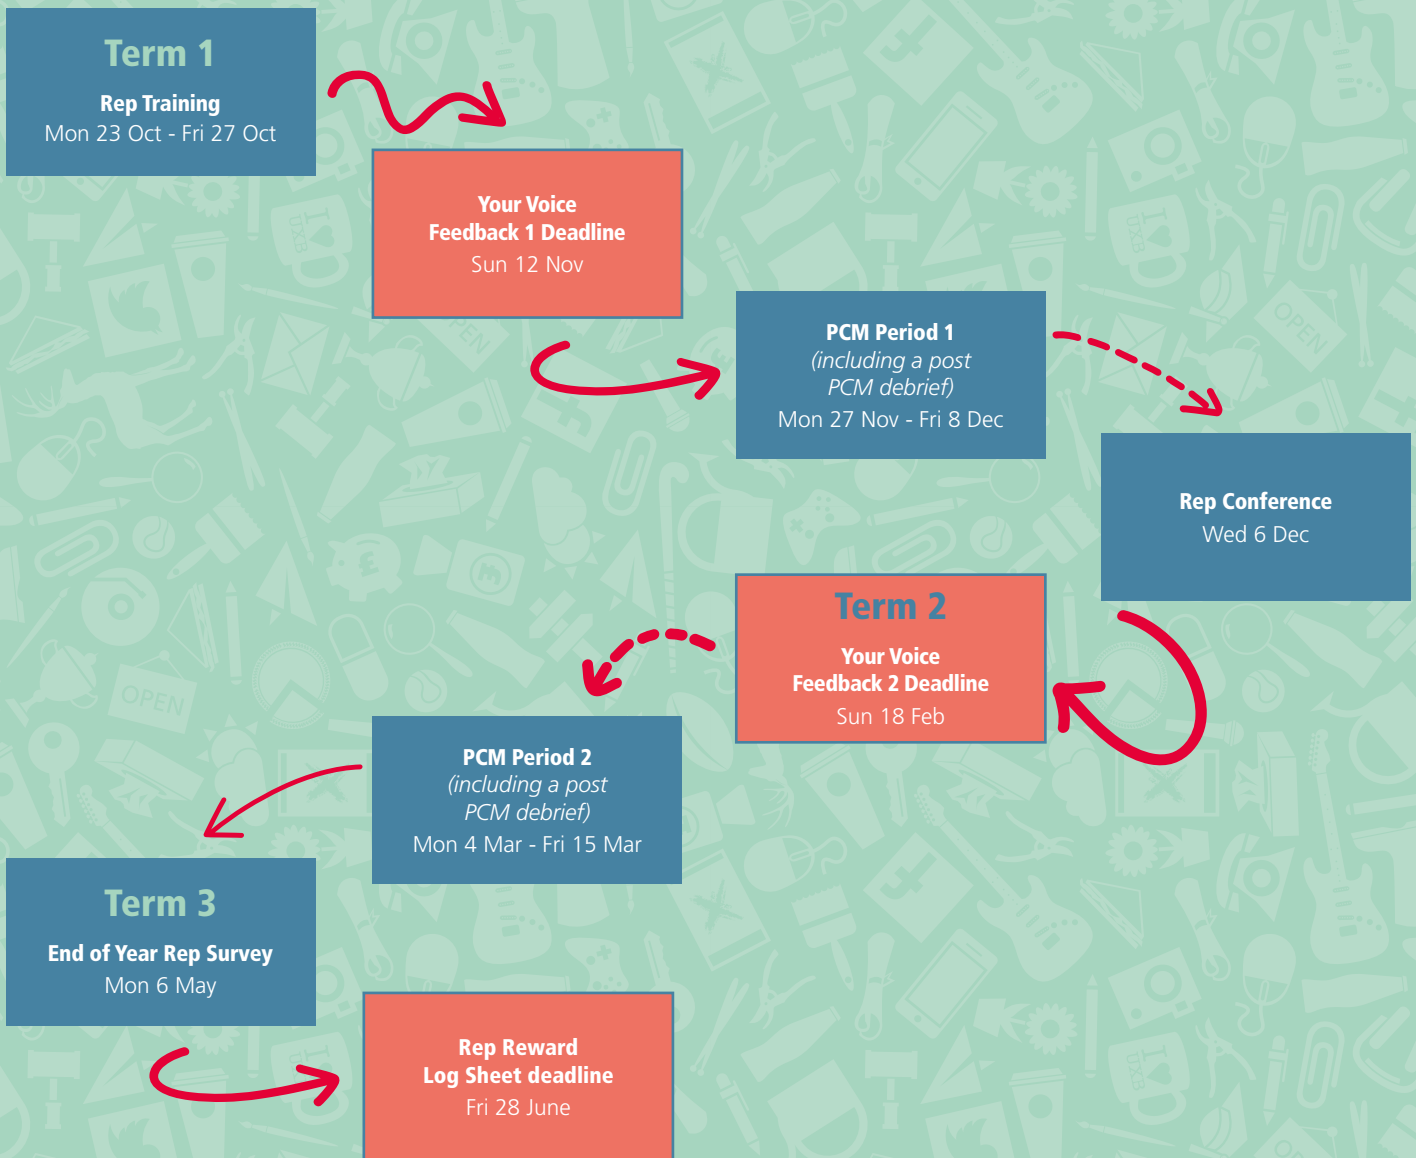 Term 1
Rep Training
Mon 23 Oct - Fri 27 Oct
Your Voice
Feedback 1 Deadline
Sun 12 Nov
PCM Period 1
(including a post
PCM debrief)
Mon 27 Nov - Fri 8 Dec
Rep Conference
Wed 6 Dec
Term 2
Your Voice
Feedback 2 Deadline
Sun 18 Feb
PCM Period 2
(including a post
PCM debrief)
Mon 4 Mar - Fri 15 Mar
Term 3
End of Year Rep Survey
Mon 6 May
Rep Reward
Log Sheet deadline
Fri 28 June
OPEN
OPEN